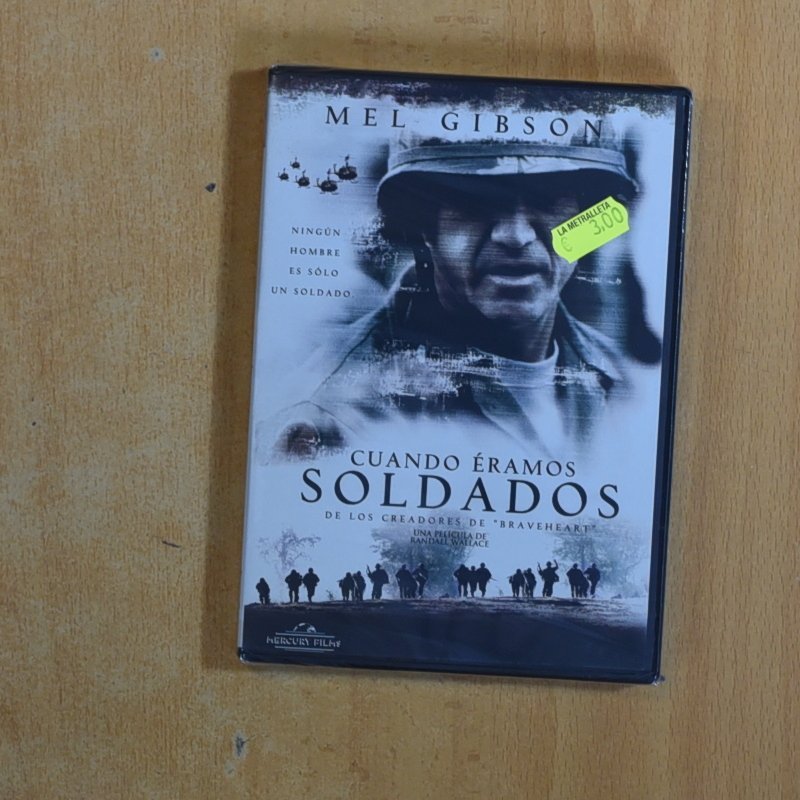 MEL GIBSON
LA METRALLETA
€ 3,00
NINGÚN
HOMBRE
ES SÓLO
UN SOLDADO.
CUANDO ÉRAMOS
SOLDADOS
DE LOS CREADORES DE "BRAVEHEART"
UNA PELÍCULA DE
RANDALL WALLACE
MERCURY FILMS